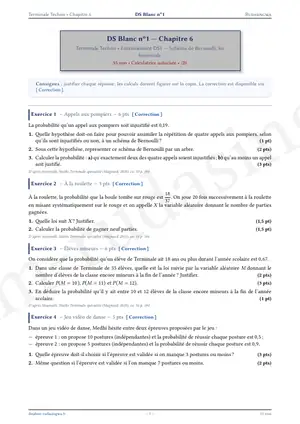 Terminale Techno • Chapitre 6
DS Blanc n°1
DS Blanc n°1 — Chapitre 6
55 min • Calculatrice autorisée • /20
Consignes : justifier chaque réponse; les calculs doivent figurer sur la copie. La correction est disponible en
[ Correction ].
Exercice 1 – Appels aux pompiers – 6 pts [ Correction ]
La probabilité qu'un appel aux pompiers soit injustifié est 0,59.
1. Quelle hypothèse doit-on faire pour pouvoir assimiler la répétition de quatre appels aux pompiers, selon
qu'ils sont injustifiés ou non, à un schéma de Bernoulli ? (1 pt)
2. Sous cette hypothèse, représenter ce schéma de Bernoulli par un arbre. (2 pts)
3. Calculer la probabilité : a) qu'exactement deux des quatre appels soient injustifiés ; b) qu'au moins un appel
soit justifié. (3 pts)
Exercice 2 – À la roulette – 3 pts [ Correction ]
À la roulette, la probabilité que la boule tombe sur rouge est 18/37. On joue 20 fois successivement à la roulette
en misant systématiquement sur le rouge et on appelle X la variable aléatoire donnant le nombre de parties
gagnées.
1. Quelle loi suit X ? Justifier. (1,5 pt)
2. Calculer la probabilité de gagner neuf parties. (1,5 pt)
Exercice 3 – Élèves mineurs – 6 pts [ Correction ]
On considère que la probabilité qu'un élève de Terminale ait 18 ans ou plus durant l'année scolaire est 0,67.
1. Dans une classe de Terminale de 35 élèves, quelle est la loi suivie par la variable aléatoire M donnant le
nombre d'élèves de la classe encore mineurs à la fin de l'année ? Justifier. (2 pts)
2. Calculer P(M = 10), P(M = 11) et P(M = 12). (3 pts)
3. En déduire la probabilité qu'il y ait entre 10 et 12 élèves de la classe encore mineurs à la fin de l'année
scolaire. (1 pt)
Exercice 4 – Jeu vidéo de danse – 5 pts [ Correction ]
Dans un jeu vidéo de danse, Medhi hésite entre deux épreuves proposées par le jeu :
– épreuve 1 : on propose 10 postures (indépendantes) et la probabilité de réussir chaque posture est 0,5 ;
– épreuve 2 : on propose 5 postures (indépendantes) et la probabilité de réussir chaque posture est 0,9.
1. Quelle épreuve doit-il choisir si l'épreuve est validée si on manque 3 postures ou moins ? (3 pts)
2. Même question si l'épreuve est validée si on manque 7 postures ou moins. (2 pts)